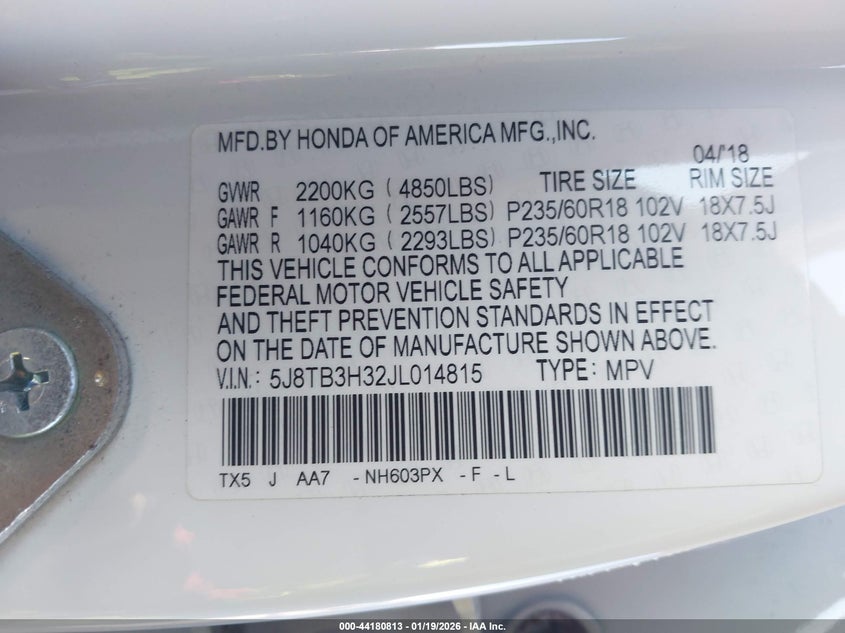 MFD.BY HONDA OF AMERICA MFG.,INC.
04/'18
GVWR 2200KG ( 4850LBS) TIRE SIZE RIM SIZE
GAWR F 1160KG ( 2557LBS) P235/60R18 102V 18X7.5J
GAWR R 1040KG ( 2293LBS) P235/60R18 102V 18X7.5J
THIS VEHICLE CONFORMS TO ALL APPLICABLE
FEDERAL MOTOR VEHICLE SAFETY
AND THEFT PREVENTION STANDARDS IN EFFECT
ON THE DATE OF MANUFACTURE SHOWN ABOVE.
V.I.N.: 5J8TB3H32JL014815 TYPE: MPV
TX5 J AA7 -NH603PX -F -L
000-44180813 - 01/19/2026 - IAA Inc.